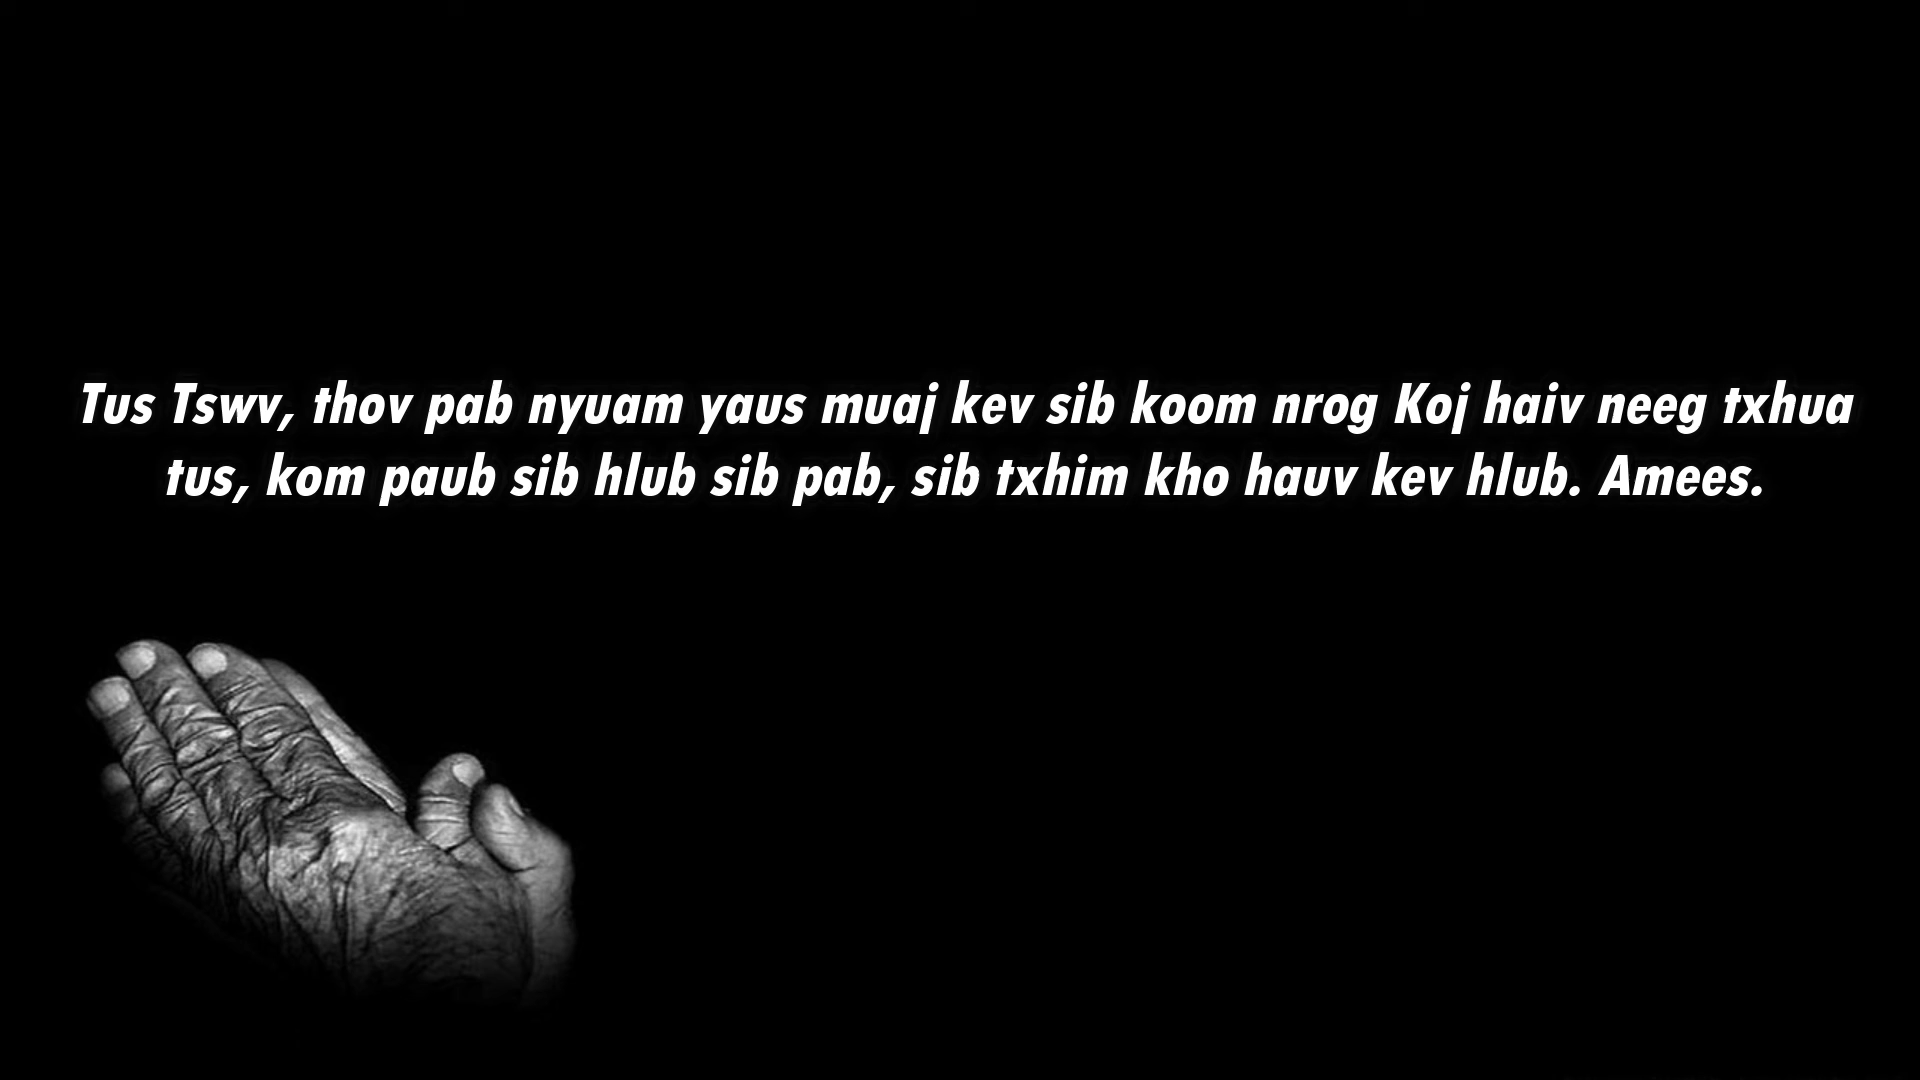 Tus Tswv, thov pab nyuam yaus muaj kev sib koom nrog Koj haiv neeg txhua
tus, kom paub sib hlub sib pab, sib txhim kho hauv kev hlub. Amees.